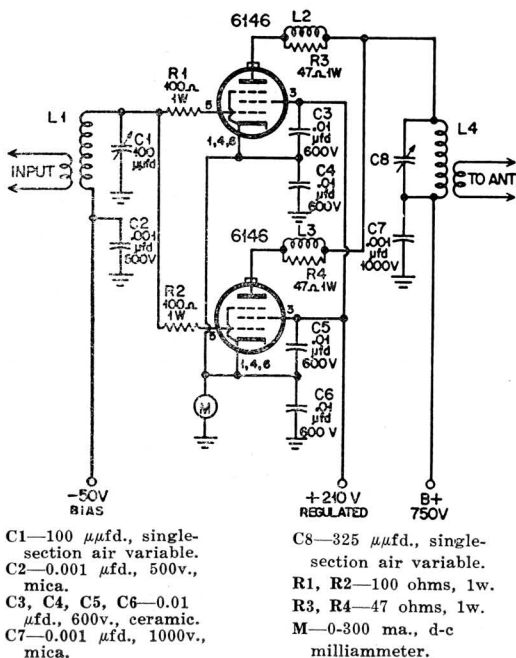 6146
L2
R3
47Ω 1W
R1
100Ω
1W
5
3
L1
C1
100
μμfd
C3
.01
μfd
600V
1,4,6
C4
.01
μfd
600V
INPUT
C8
L4
TO ANT
C2
.001
μfd
500V
6146
L3
R4
47Ω 1W
C7
.001
μfd
1000V
R2
100Ω
1W
5
3
C5
.01
μfd
600V
1,4,6
M
C6
.01
μfd
600V
-50V
BIAS
+210 V
REGULATED
B+
750V
C1—100 μμfd., single-
section air variable.
C2—0.001 μfd., 500v.,
mica.
C3, C4, C5, C6—0.01
μfd., 600v., ceramic.
C7—0.001 μfd., 1000v.,
mica.
C8—325 μμfd., single-
section air variable.
R1, R2—100 ohms, 1w.
R3, R4—47 ohms, 1w.
M—0-300 ma., d-c
milliammeter.